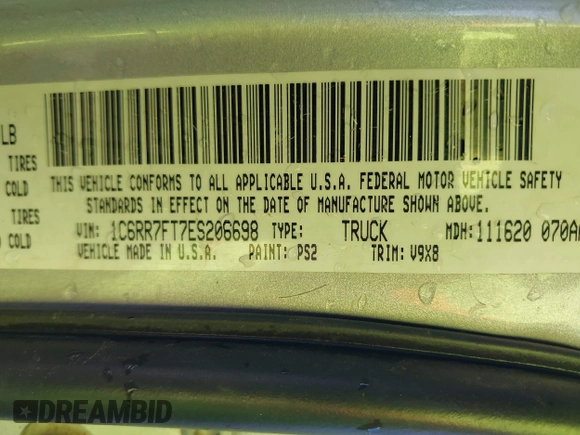 LB
TIRES
COLD
TIRES
COLD
THIS VEHICLE CONFORMS TO ALL APPLICABLE U.S.A. FEDERAL MOTOR VEHICLE SAFETY
STANDARDS IN EFFECT ON THE DATE OF MANUFACTURE SHOWN ABOVE.
VIN: 1C6RR7FT7ES206698 TYPE: TRUCK MDH: 111620 070AA
VEHICLE MADE IN U.S.A. PAINT: PS2 TRIM: V9X8
DREAMBID